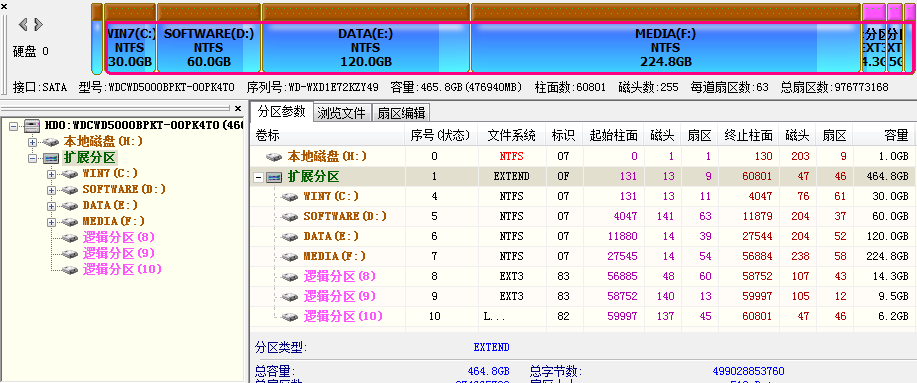 WIN7(C:) SOFTWARE(D:) DATA(E:) MEDIA(F:) 分区 分区
NTFS NTFS NTFS NTFS EXT3 EXT
30.0GB 60.0GB 120.0GB 224.8GB 4.3G .5G
硬盘 0
接口:SATA 型号:WDCWD5000BPKT-00PK4T0 序列号:WD-WXD1E72KZY49 容量:465.8GB(476940MB) 柱面数:60801 磁头数:255 每道扇区数:63 总扇区数:976773168
HD0:WDCWD5000BPKT-00PK4T0(466
本地磁盘(H:)
扩展分区
WIN7(C:)
SOFTWARE(D:)
DATA(E:)
MEDIA(F:)
逻辑分区(8)
逻辑分区(9)
逻辑分区(10)
分区参数 浏览文件 扇区编辑
卷标 序号(状态) 文件系统 标识 起始柱面 磁头 扇区 终止柱面 磁头 扇区 容量
本地磁盘(H:) 0 NTFS 07 0 1 1 130 203 9 1.0GB
扩展分区 1 EXTEND 0F 131 13 9 60801 47 46 464.8GB
WIN7(C:) 4 NTFS 07 131 13 11 4047 76 61 30.0GB
SOFTWARE(D:) 5 NTFS 07 4047 141 63 11879 204 37 60.0GB
DATA(E:) 6 NTFS 07 11880 14 39 27544 204 52 120.0GB
MEDIA(F:) 7 NTFS 07 27545 14 54 56884 238 58 224.8GB
逻辑分区(8) 8 EXT3 83 56885 48 60 58752 107 43 14.3GB
逻辑分区(9) 9 EXT3 83 58752 140 13 59997 105 12 9.5GB
逻辑分区(10) 10 L... 82 59997 137 45 60801 47 46 6.2GB
分区类型: EXTEND
总容量: 464.8GB 总字节数: 499028853760